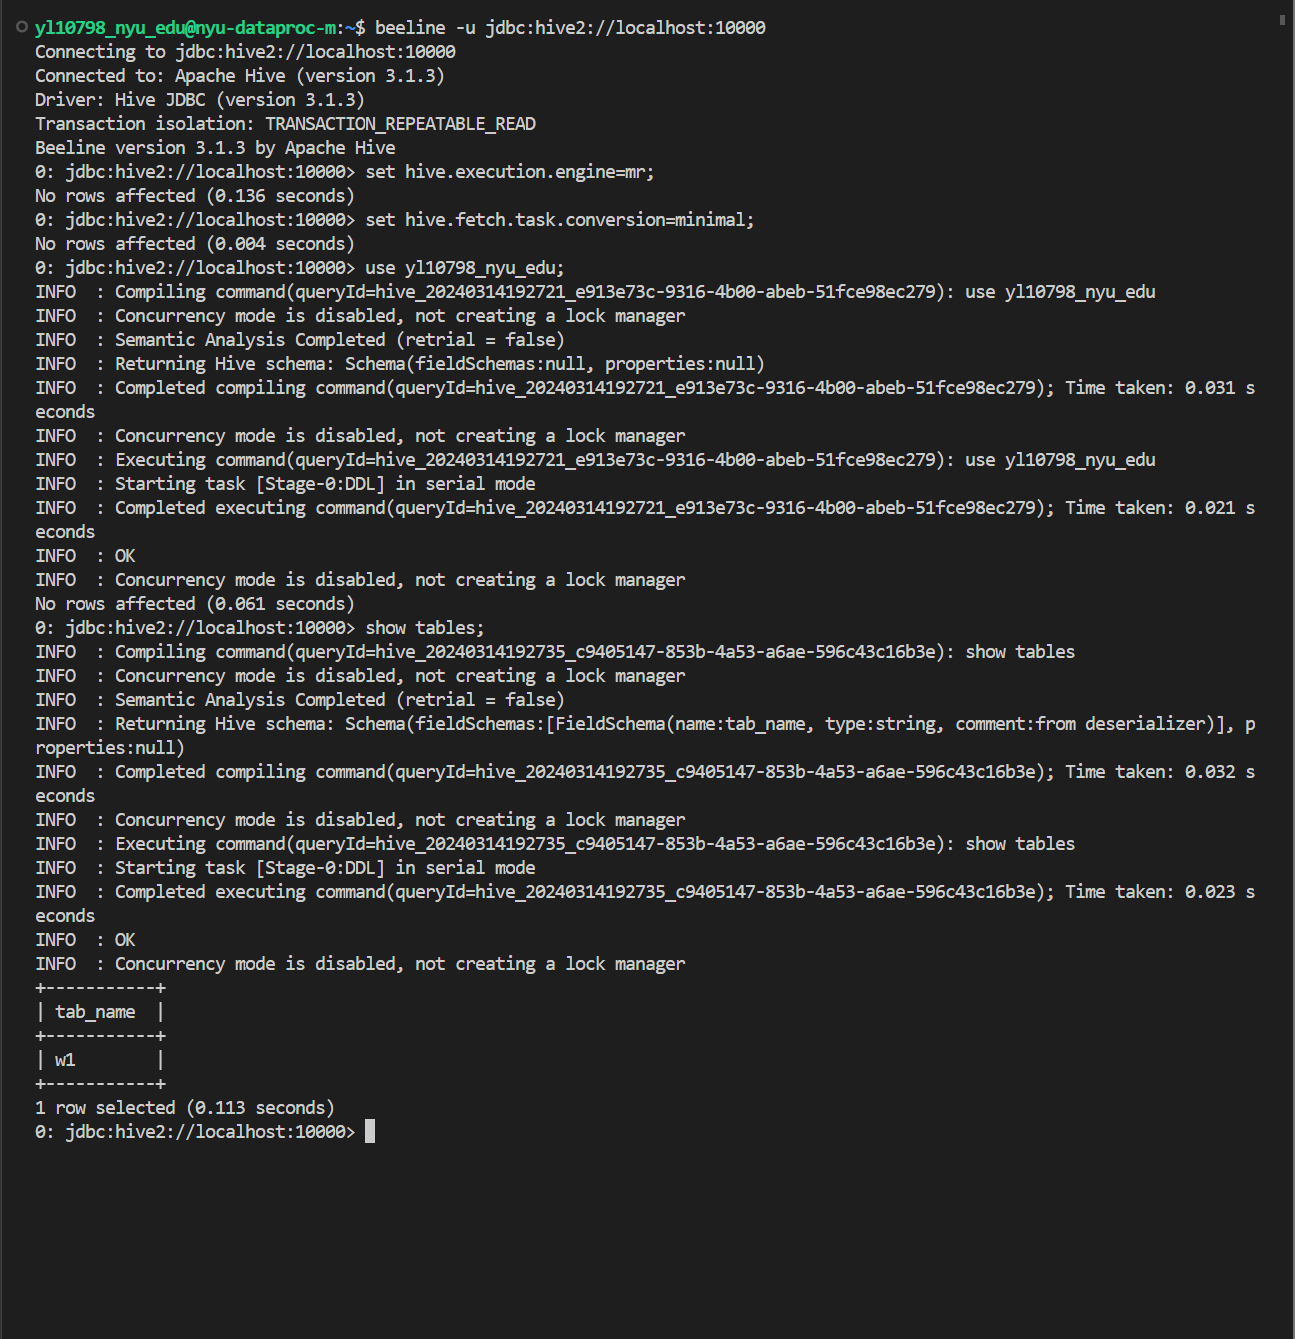 yl10798_nyu_edu@nyu-dataproc-m:~$ beeline -u jdbc:hive2://localhost:10000
Connecting to jdbc:hive2://localhost:10000
Connected to: Apache Hive (version 3.1.3)
Driver: Hive JDBC (version 3.1.3)
Transaction isolation: TRANSACTION_REPEATABLE_READ
Beeline version 3.1.3 by Apache Hive
0: jdbc:hive2://localhost:10000> set hive.execution.engine=mr;
No rows affected (0.136 seconds)
0: jdbc:hive2://localhost:10000> set hive.fetch.task.conversion=minimal;
No rows affected (0.004 seconds)
0: jdbc:hive2://localhost:10000> use yl10798_nyu_edu;
INFO  : Compiling command(queryId=hive_20240314192721_e913e73c-9316-4b00-abeb-51fce98ec279): use yl10798_nyu_edu
INFO  : Concurrency mode is disabled, not creating a lock manager
INFO  : Semantic Analysis Completed (retrial = false)
INFO  : Returning Hive schema: Schema(fieldSchemas:null, properties:null)
INFO  : Completed compiling command(queryId=hive_20240314192721_e913e73c-9316-4b00-abeb-51fce98ec279); Time taken: 0.031 s
econds
INFO  : Concurrency mode is disabled, not creating a lock manager
INFO  : Executing command(queryId=hive_20240314192721_e913e73c-9316-4b00-abeb-51fce98ec279): use yl10798_nyu_edu
INFO  : Starting task [Stage-0:DDL] in serial mode
INFO  : Completed executing command(queryId=hive_20240314192721_e913e73c-9316-4b00-abeb-51fce98ec279); Time taken: 0.021 s
econds
INFO  : OK
INFO  : Concurrency mode is disabled, not creating a lock manager
No rows affected (0.061 seconds)
0: jdbc:hive2://localhost:10000> show tables;
INFO  : Compiling command(queryId=hive_20240314192735_c9405147-853b-4a53-a6ae-596c43c16b3e): show tables
INFO  : Concurrency mode is disabled, not creating a lock manager
INFO  : Semantic Analysis Completed (retrial = false)
INFO  : Returning Hive schema: Schema(fieldSchemas:[FieldSchema(name:tab_name, type:string, comment:from deserializer)], p
roperties:null)
INFO  : Completed compiling command(queryId=hive_20240314192735_c9405147-853b-4a53-a6ae-596c43c16b3e); Time taken: 0.032 s
econds
INFO  : Concurrency mode is disabled, not creating a lock manager
INFO  : Executing command(queryId=hive_20240314192735_c9405147-853b-4a53-a6ae-596c43c16b3e): show tables
INFO  : Starting task [Stage-0:DDL] in serial mode
INFO  : Completed executing command(queryId=hive_20240314192735_c9405147-853b-4a53-a6ae-596c43c16b3e); Time taken: 0.023 s
econds
INFO  : OK
INFO  : Concurrency mode is disabled, not creating a lock manager
+-----------+
| tab_name  |
+-----------+
| w1        |
+-----------+
1 row selected (0.113 seconds)
0: jdbc:hive2://localhost:10000>